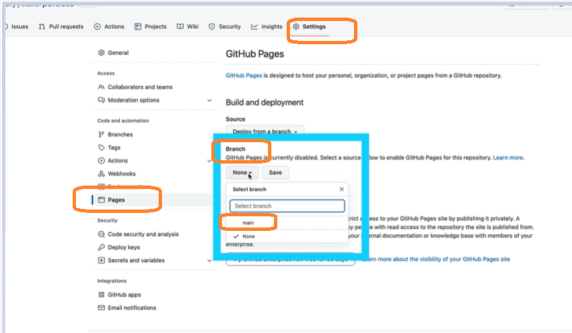 Issues Pull requests Actions Projects Wiki Security Insights Settings
General
Access
Collaborators and teams
Moderation options
Code and automation
Branches
Tags
Actions
Webhooks
Pages
Security
Code security and analysis
Deploy keys
Secrets and variables
Integrations
GitHub apps
Email notifications
GitHub Pages
GitHub Pages is designed to host your personal, organization, or project pages from a GitHub repository.
Build and deployment
Source
Deploy from a branch
Branch
GitHub Pages is currently disabled. Select a source below to enable GitHub Pages for this repository. Learn more.
None Save
Select branch
Select branch
main
None
access to your GitHub Pages site by publishing it privately. A
people with read access to the repository the site is published from.
your internal documentation or knowledge base with members of your
enterprise.
Learn more about the visibility of your GitHub Pages site